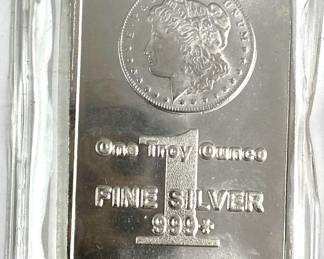 One Troy Ounce
1
FINE SILVER
999+